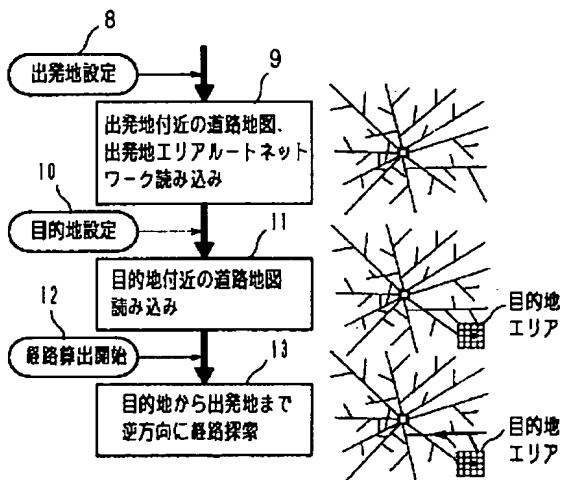 8
出発地設定
9
出発地付近の道路地図、
出発地エリアルートネット
ワーク読み込み
10
目的地設定
11
目的地付近の道路地図
読み込み
目的地
エリア
12
経路算出開始
13
目的地から出発地まで
逆方向に経路探索
目的地
エリア